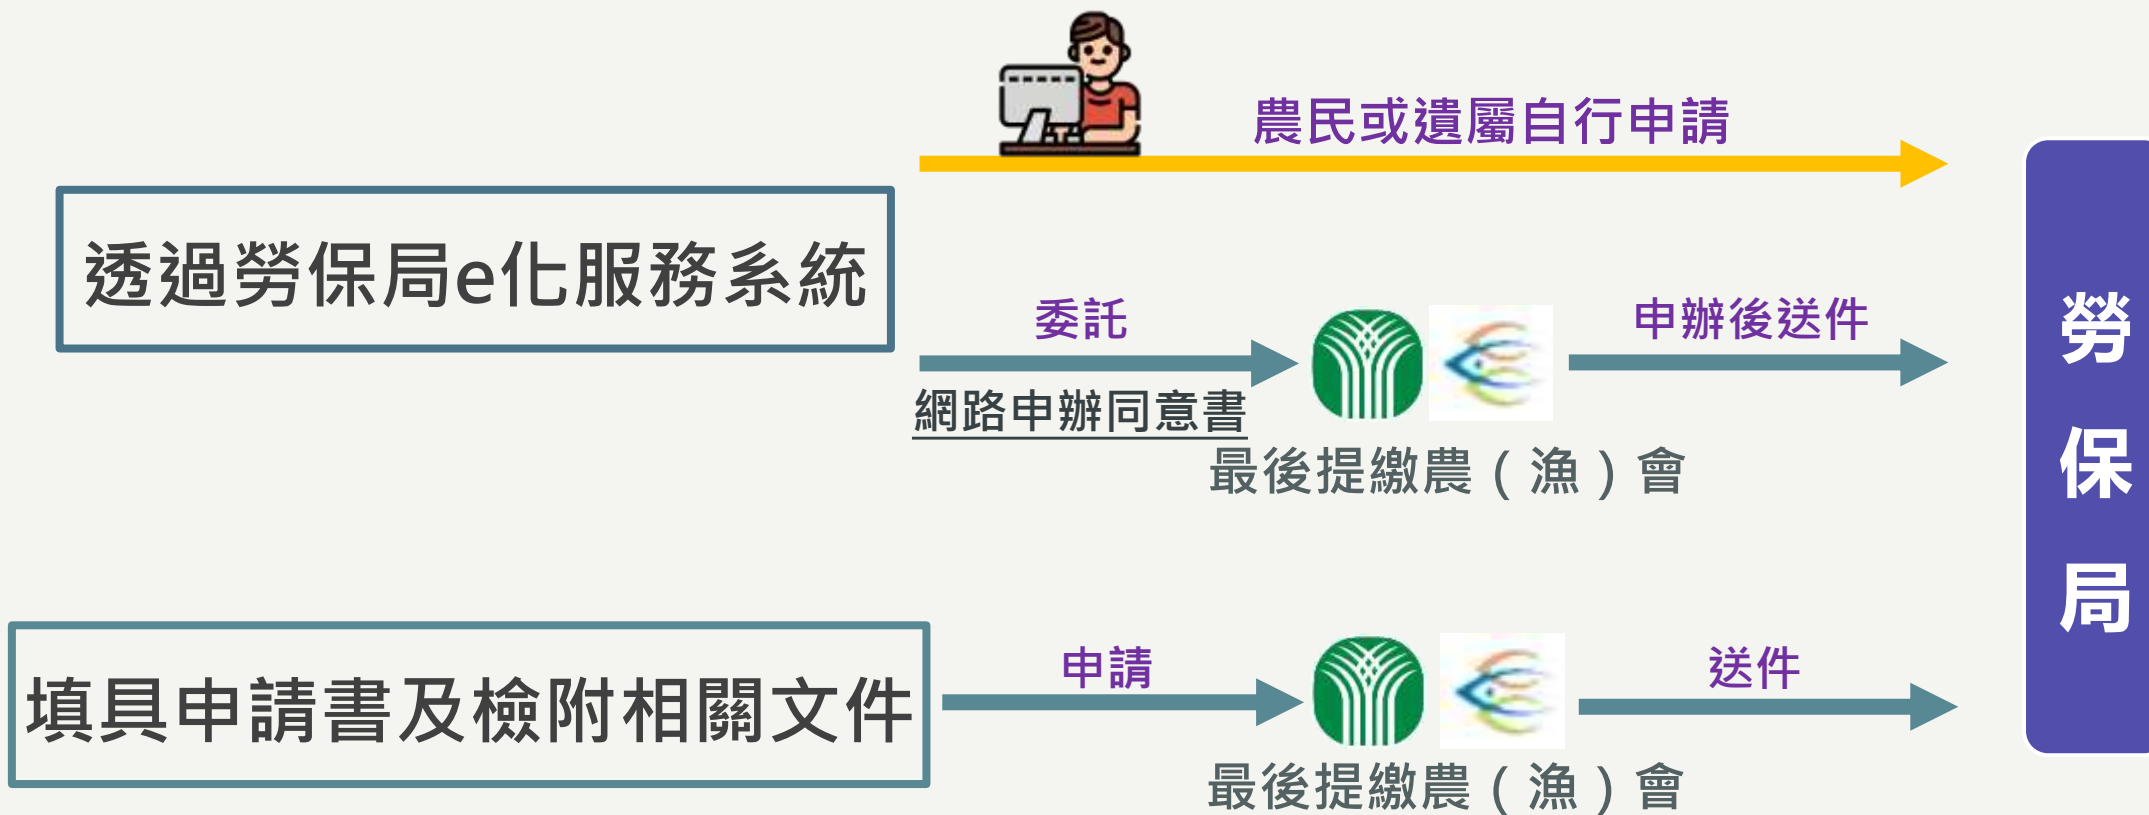 農民或遺屬自行申請
透過勞保局e化服務系統
委託
申辦後送件
網路申辦同意書
最後提繳農（漁）會
填具申請書及檢附相關文件
申請
送件
最後提繳農（漁）會
勞
保
局